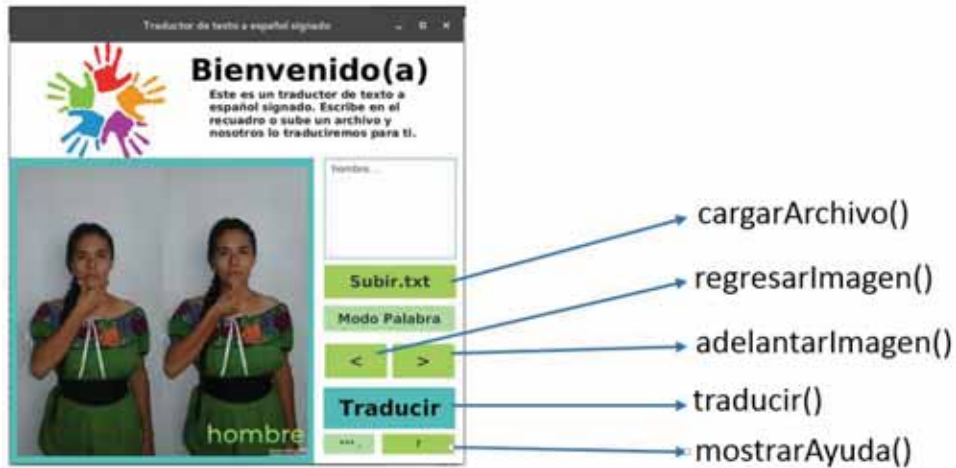 Traductor de texto a español signado
Bienvenido(a)
Este es un traductor de texto a
español signado. Escribe en el
recuadro o sube un archivo y
nosotros lo traduciremos para ti.
hombre...
Subir.txt
Modo Palabra
< >
Traducir
hombre
cargarArchivo()
regresarImagen()
adelantarImagen()
traducir()
mostrarAyuda()